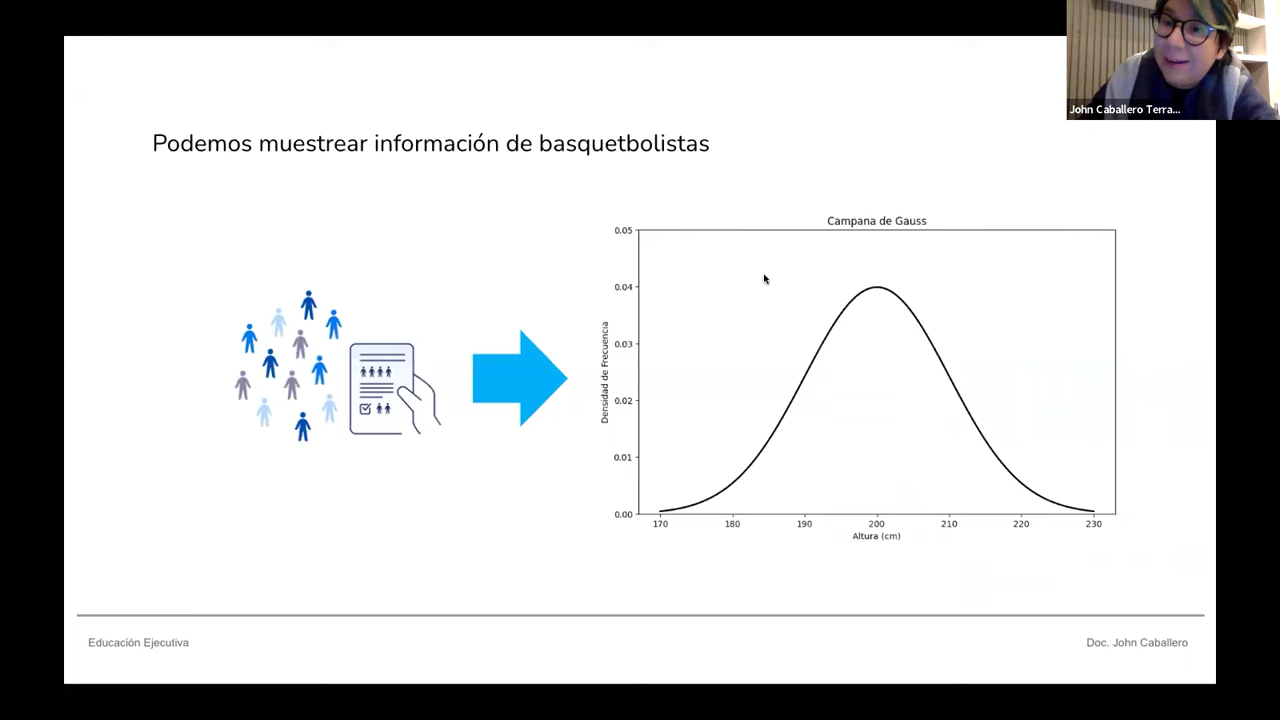 John Caballero Terra...
Podemos muestrear información de basquetbolistas
Campana de Gauss
0.05
0.04
0.03
0.02
0.01
0.00
Densidad de Frecuencia
170 180 190 200 210 220 230
Altura (cm)
Educación Ejecutiva
Doc. John Caballero